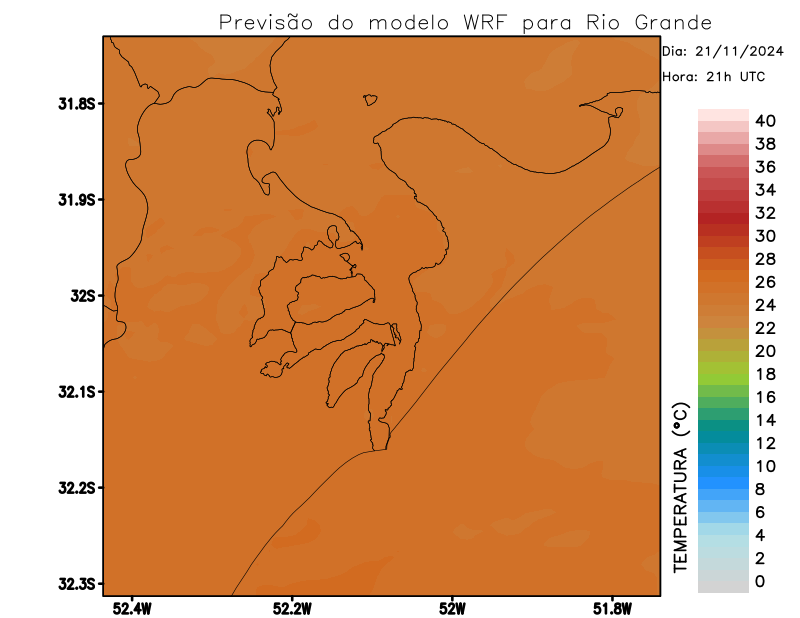 Previsão do modelo WRF para Rio Grande
Dia: 21/11/2024
Hora: 21h UTC
31.8S
31.9S
32S
32.1S
32.2S
32.3S
52.4W
52.2W
52W
51.8W
TEMPERATURA (°C)
40
38
36
34
32
30
28
26
24
22
20
18
16
14
12
10
8
6
4
2
0